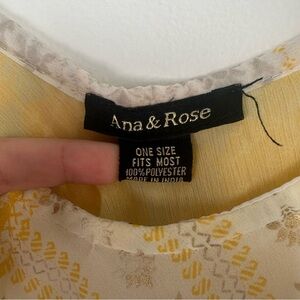 Ana & Rose
ONE SIZE
FITS MOST
100% POLYESTER
MADE IN INDIA